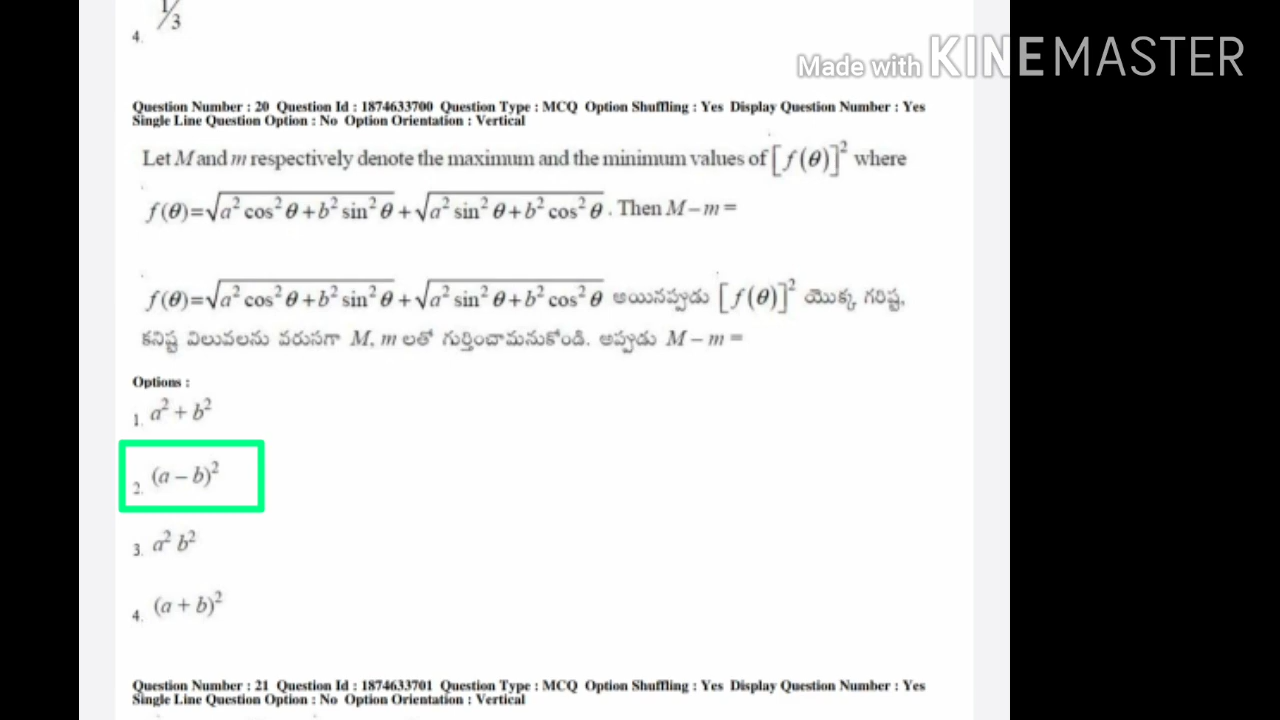 4. 1/3
Made with KINEMASTER
Question Number : 20 Question Id : 1874633700 Question Type : MCQ Option Shuffling : Yes Display Question Number : Yes
Single Line Question Option : No Option Orientation : Vertical
Let M and m respectively denote the maximum and the minimum values of [f(θ)]² where
f(θ)=√(a² cos² θ+b² sin² θ) + √(a² sin² θ+b² cos² θ) . Then M−m =
f(θ)=√(a² cos² θ+b² sin² θ) + √(a² sin² θ+b² cos² θ) అయినప్పుడు [f(θ)]² యొక్క గరిష్ట,
కనిష్ట విలువలను వరుసగా M, m లతో గుర్తించామనుకోండి. అప్పుడు M − m =
Options :
1. a² + b²
2. (a − b)²
3. a² b²
4. (a + b)²
Question Number : 21 Question Id : 1874633701 Question Type : MCQ Option Shuffling : Yes Display Question Number : Yes
Single Line Question Option : No Option Orientation : Vertical